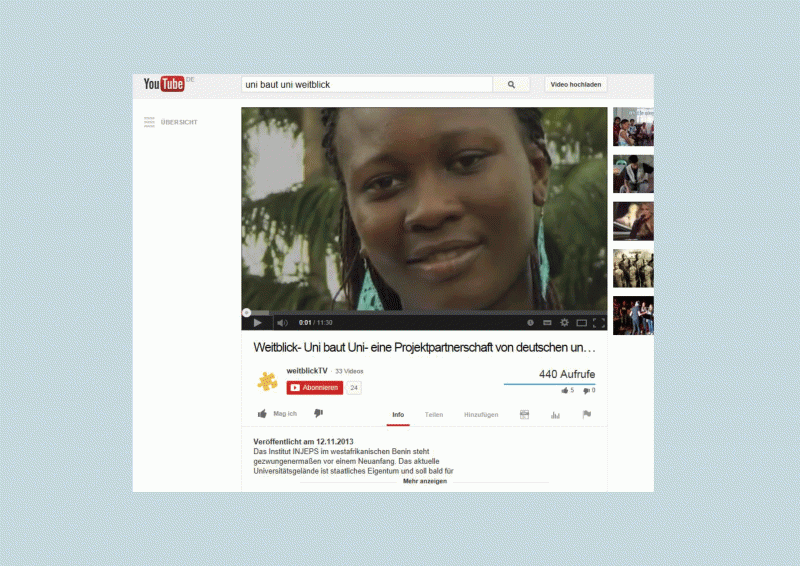 YouTube DE
uni baut uni weitblick
Video hochladen
ÜBERSICHT
0:01 / 11:30
Weitblick- Uni baut Uni- eine Projektpartnerschaft von deutschen un…
weitblickTV · 33 Videos
Abonnieren 24
440 Aufrufe
5 0
Mag ich
Info Teilen Hinzufügen
Veröffentlicht am 12.11.2013
Das Institut INJEPS im westafrikanischen Benin steht
gezwungenermaßen vor einem Neuanfang. Das aktuelle
Universitätsgelände ist staatliches Eigentum und soll bald für
Mehr anzeigen